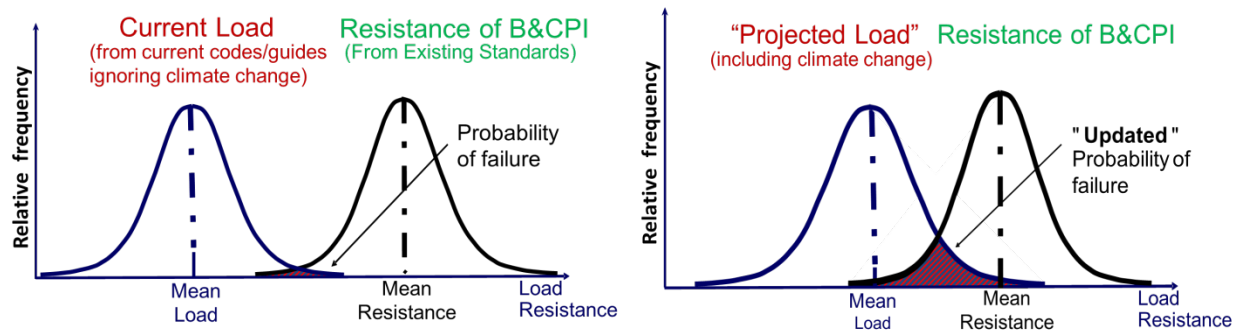 Current Load
(from current codes/guides
ignoring climate change)
Resistance of B&CPI
(From Existing Standards)
Relative frequency
Probability
of failure
Mean
Load
Mean
Resistance
Load
Resistance
“Projected Load”
(including climate change)
Resistance of B&CPI
Relative frequency
"Updated"
Probability of
failure
Mean
Load
Mean
Resistance
Load
Resistance